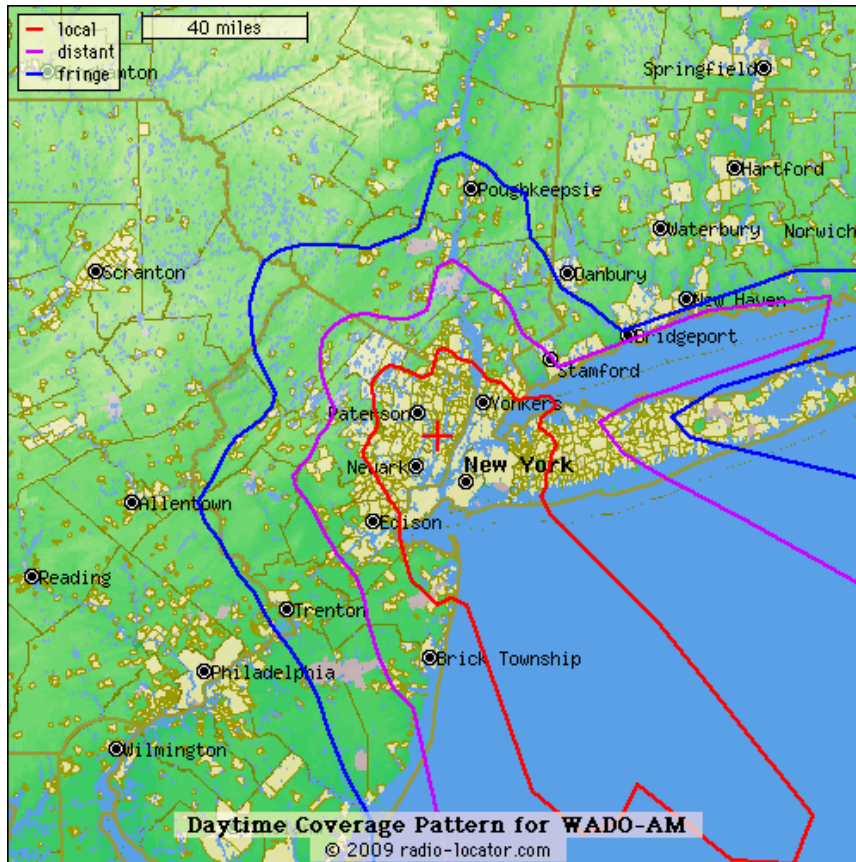 local
distant
fringe
40 miles
Springfield
Hartford
Poughkeepsie
Waterbury
Norwich
Scranton
Danbury
New Haven
Bridgeport
Stamford
Yonkers
Paterson
Newark
New York
Allentown
Edison
Reading
Trenton
Brick Township
Philadelphia
Wilmington
Daytime Coverage Pattern for WADO-AM
© 2009 radio-locator.com